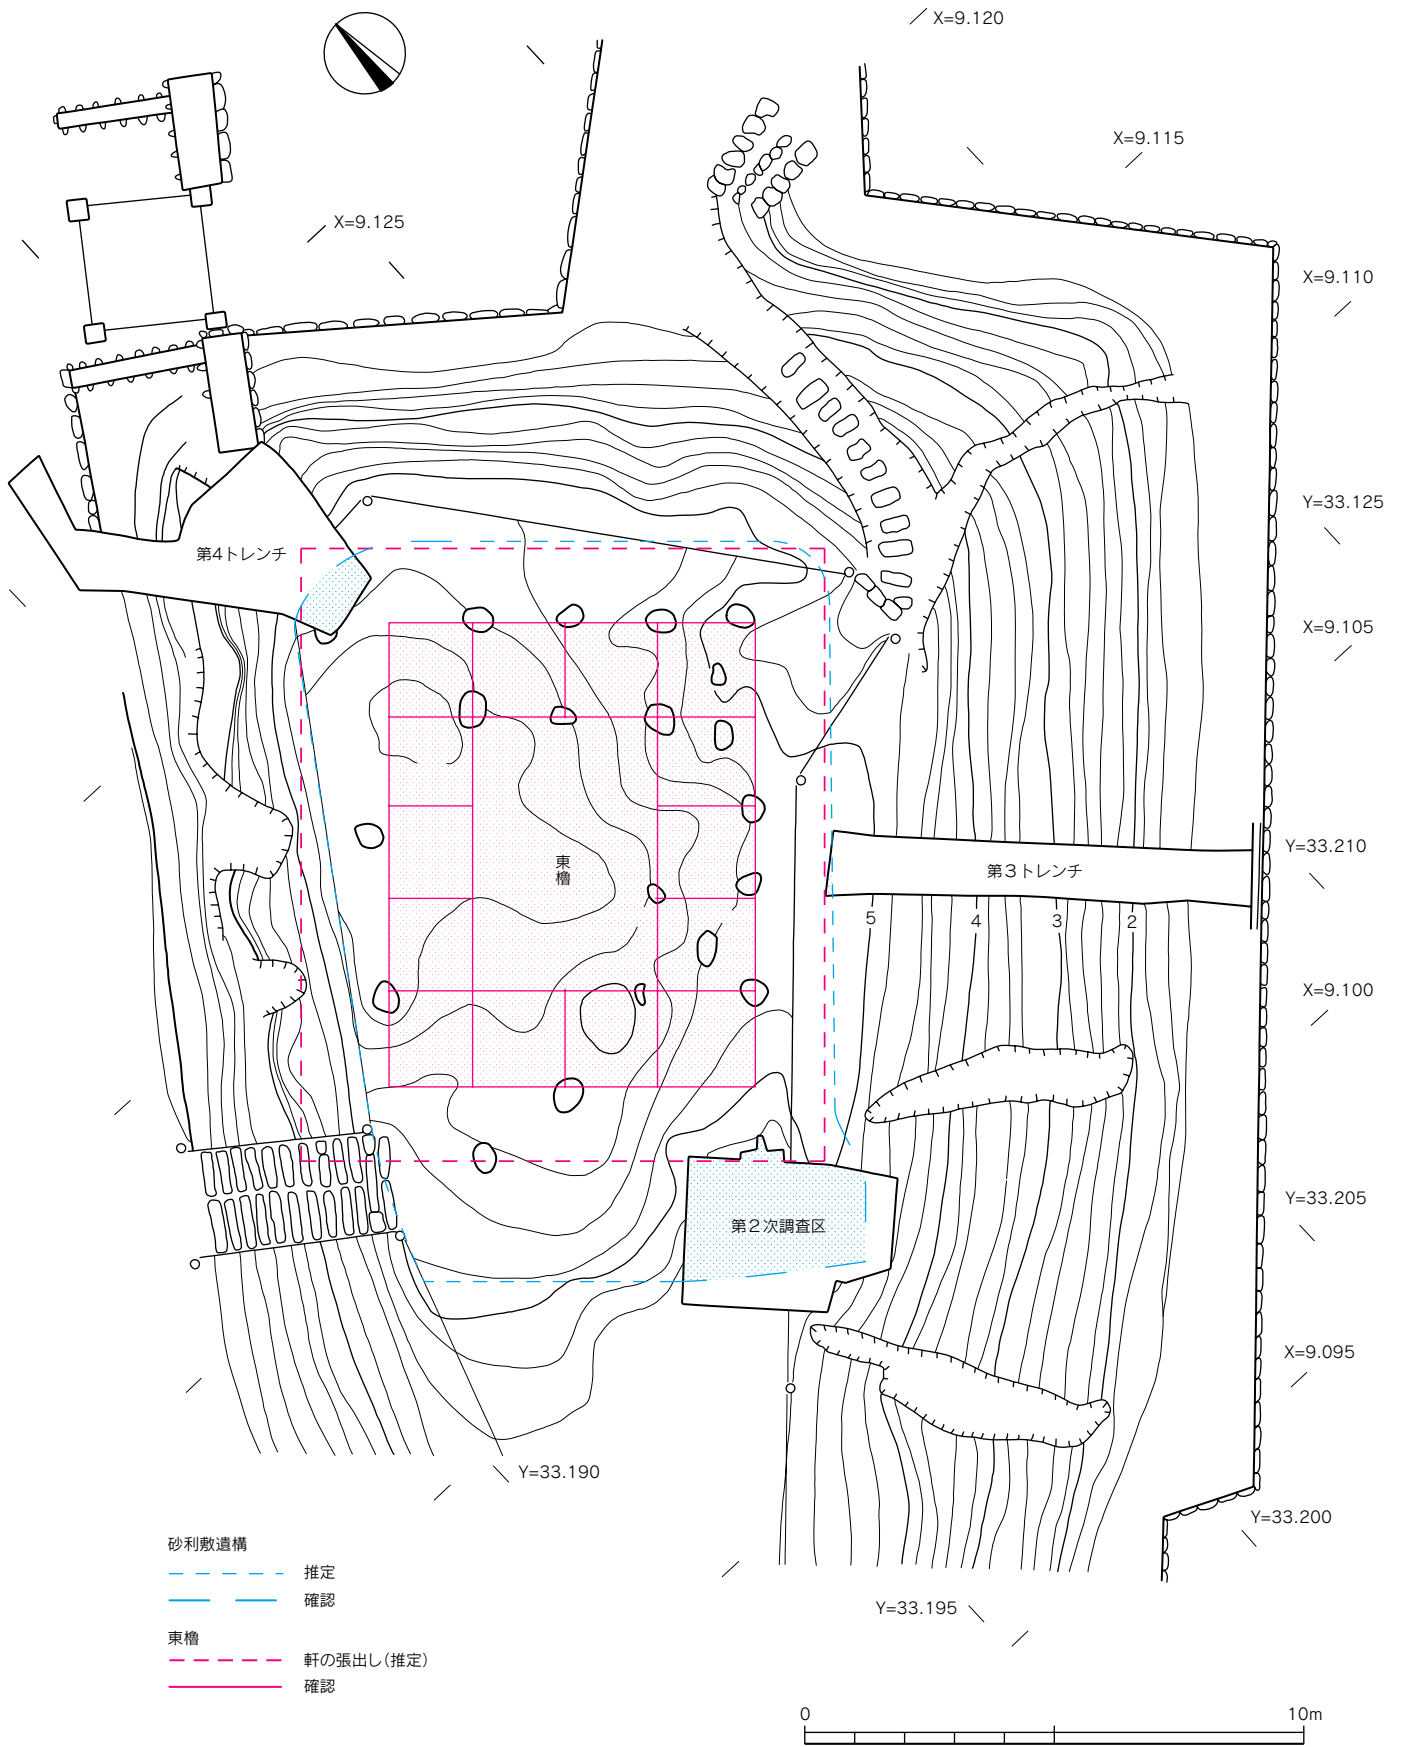 X=9.120
X=9.115
X=9.125
X=9.110
Y=33.125
第4トレンチ
X=9.105
Y=33.210
東櫓
第3トレンチ
5
4
3
2
X=9.100
Y=33.205
第2次調査区
X=9.095
Y=33.190
Y=33.200
砂利敷遺構
推定
確認
Y=33.195
東櫓
軒の張出し(推定)
確認
0
10m